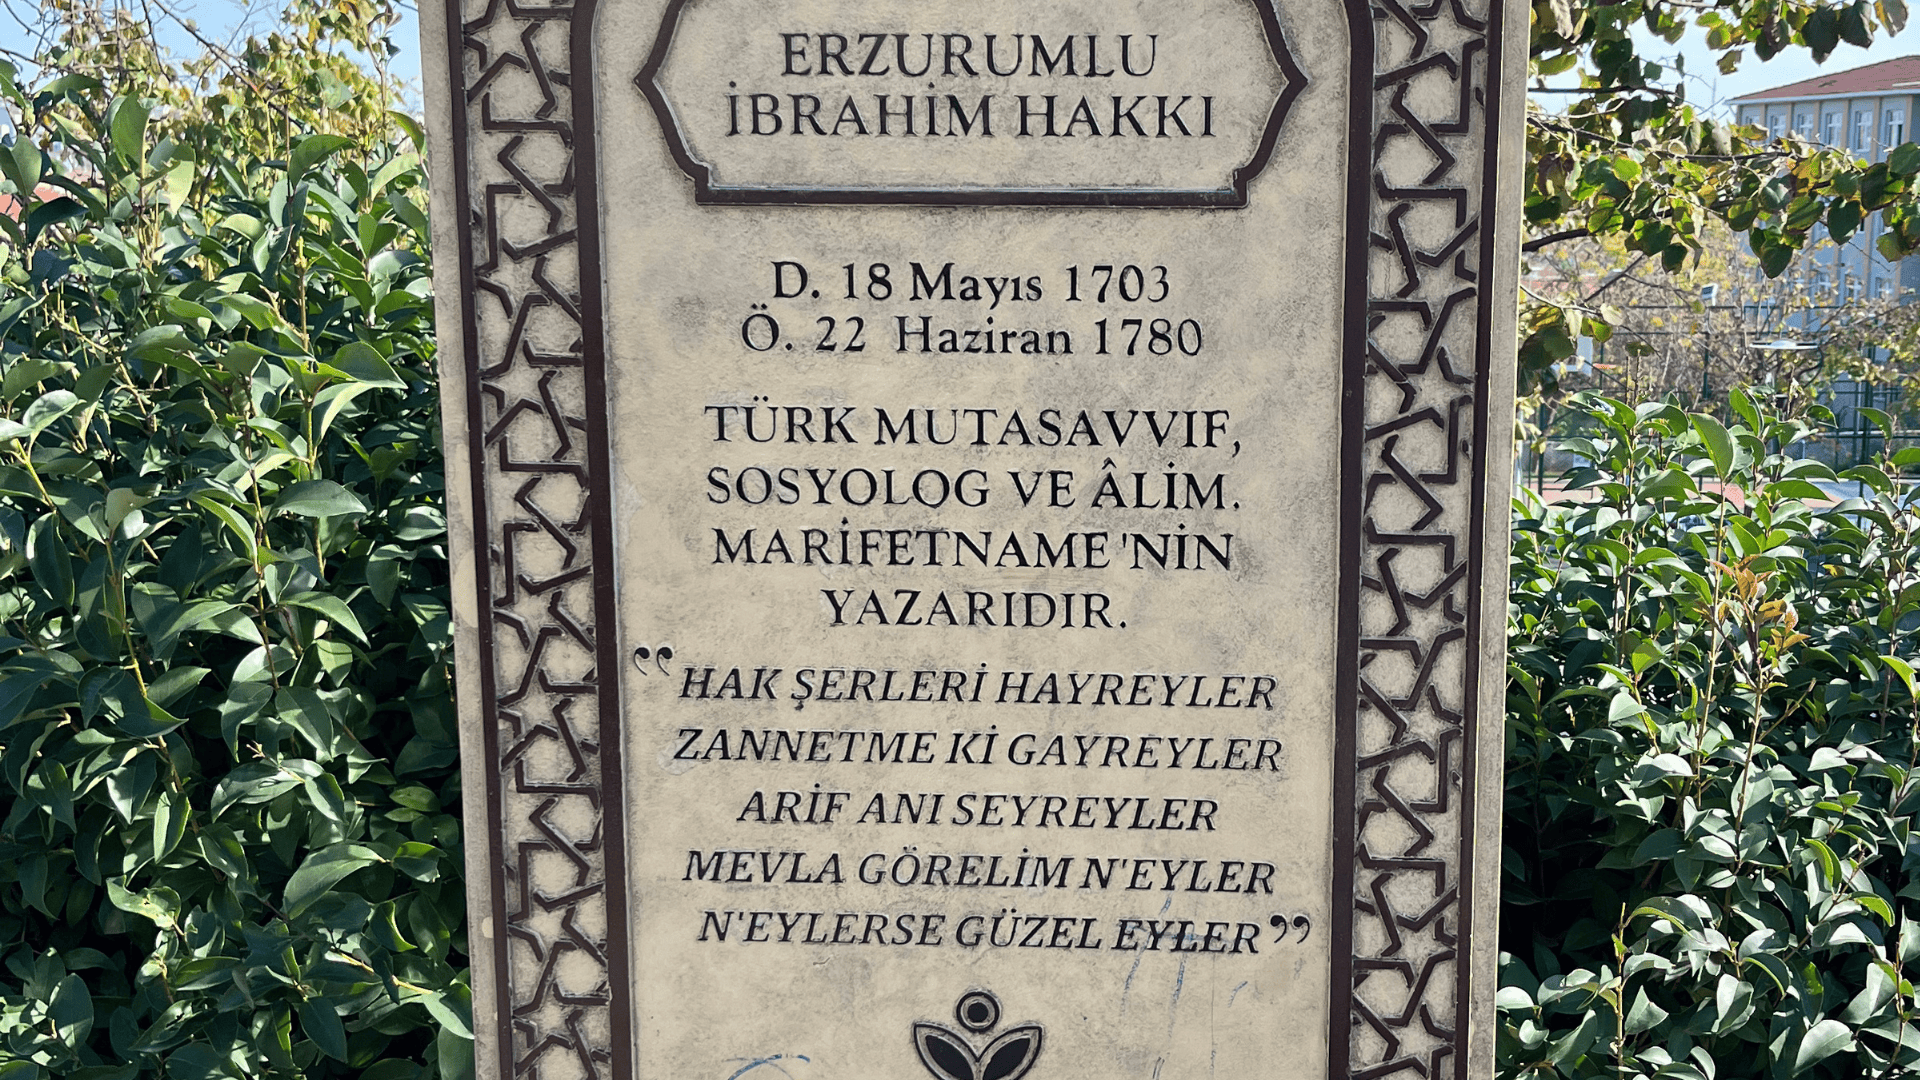 ERZURUMLU
İBRAHİM HAKKI
D. 18 Mayıs 1703
Ö. 22 Haziran 1780
TÜRK MUTASAVVIF,
SOSYOLOG VE ÂLİM.
MARİFETNAME'NİN
YAZARIDIR.
“HAK ŞERLERİ HAYREYLER
ZANNETME Kİ GAYREYLER
ARİF ANI SEYREYLER
MEVLA GÖRELİM N'EYLER
N'EYLERSE GÜZEL EYLER”